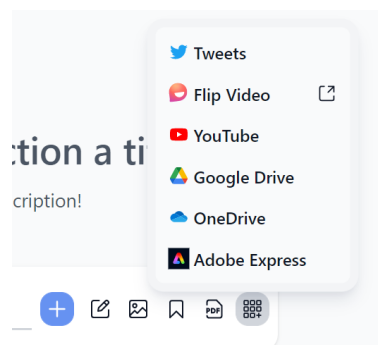 Tweets
Flip Video
ction a ti
YouTube
Google Drive
cription!
OneDrive
Adobe Express
PDF